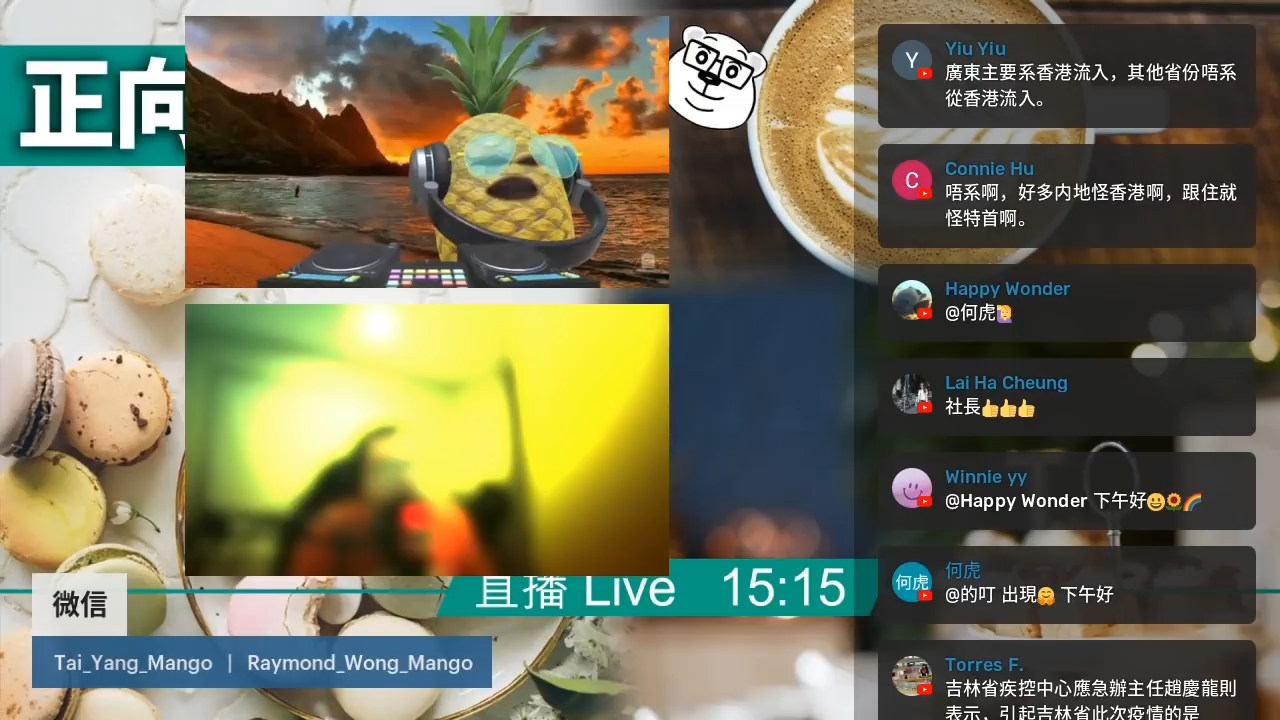 正向
Yiu Yiu
Y
廣東主要系香港流入，其他省份唔系
從香港流入。
Connie Hu
C
唔系啊，好多内地怪香港啊，跟住就
怪特首啊。
Happy Wonder
@何虎🙋
Lai Ha Cheung
社長👍👍👍
Winnie yy
@Happy Wonder 下午好😀🌻🌈
何虎
何虎
@的叮 出現🤗 下午好
Torres F.
吉林省疾控中心應急辦主任趙慶龍則
表示，引起吉林省此次疫情的是
直播 Live 15:15
微信
Tai_Yang_Mango | Raymond_Wong_Mango